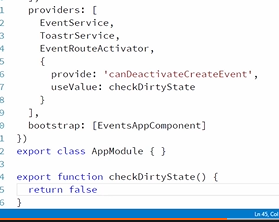 providers: [
EventService,
ToastrService,
EventRouteActivator,
{
provide: 'canDeactivateCreateEvent',
useValue: checkDirtyState
}
],
bootstrap: [EventsAppComponent]
})
export class AppModule { }
export function checkDirtyState() {
return false
}
Ln 45, Col